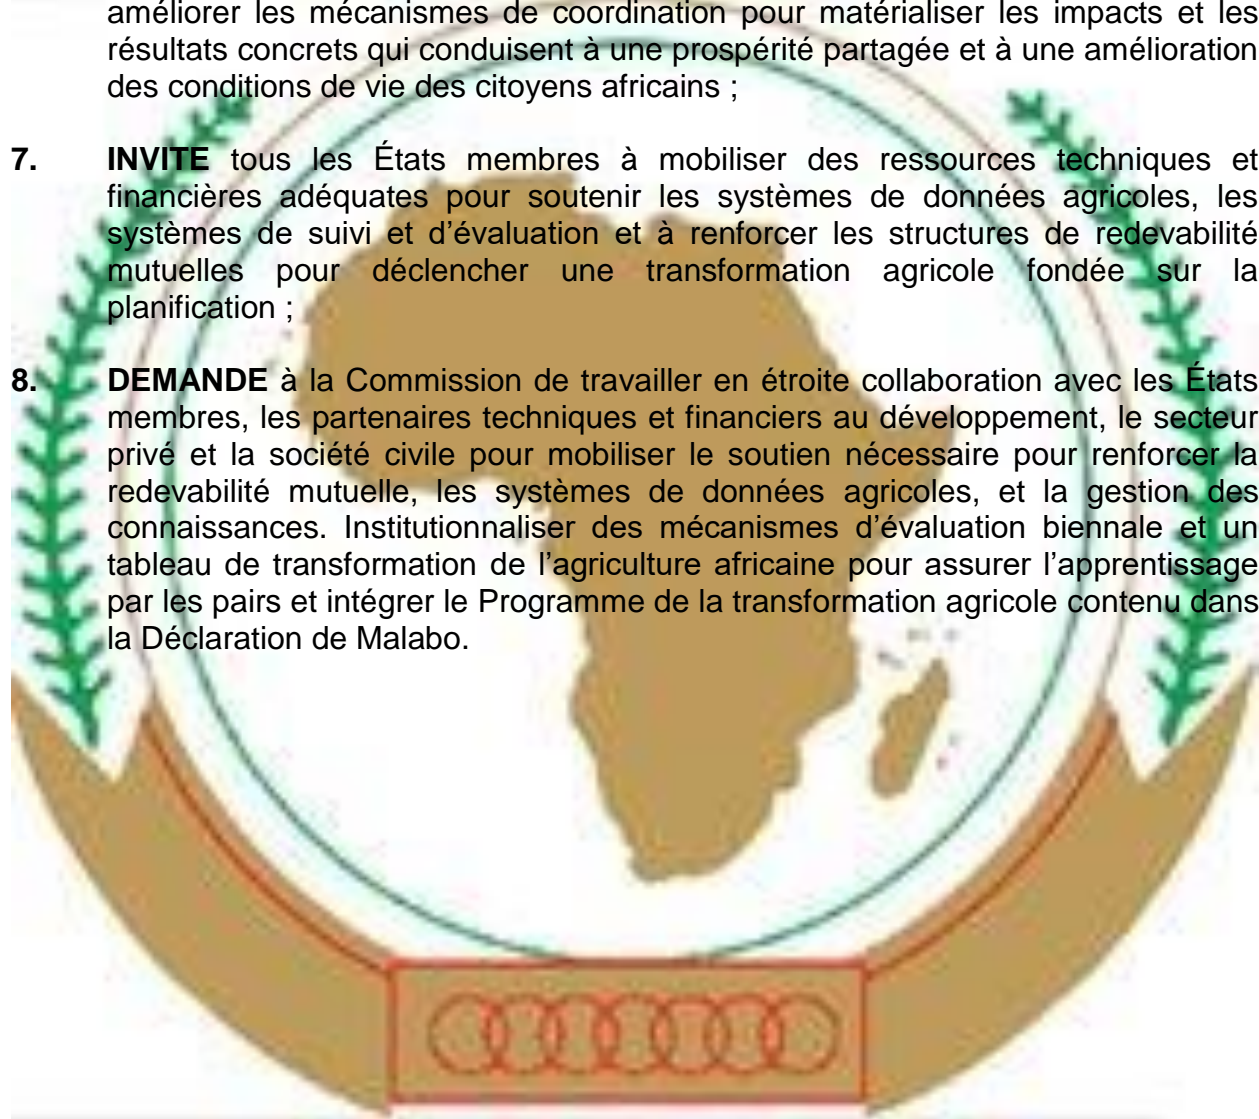 améliorer les mécanismes de coordination pour matérialiser les impacts et les
résultats concrets qui conduisent à une prospérité partagée et à une amélioration
des conditions de vie des citoyens africains ;
7. INVITE tous les États membres à mobiliser des ressources techniques et
financières adéquates pour soutenir les systèmes de données agricoles, les
systèmes de suivi et d’évaluation et à renforcer les structures de redevabilité
mutuelles pour déclencher une transformation agricole fondée sur la
planification ;
8. DEMANDE à la Commission de travailler en étroite collaboration avec les États
membres, les partenaires techniques et financiers au développement, le secteur
privé et la société civile pour mobiliser le soutien nécessaire pour renforcer la
redevabilité mutuelle, les systèmes de données agricoles, et la gestion des
connaissances. Institutionnaliser des mécanismes d’évaluation biennale et un
tableau de transformation de l’agriculture africaine pour assurer l’apprentissage
par les pairs et intégrer le Programme de la transformation agricole contenu dans
la Déclaration de Malabo.